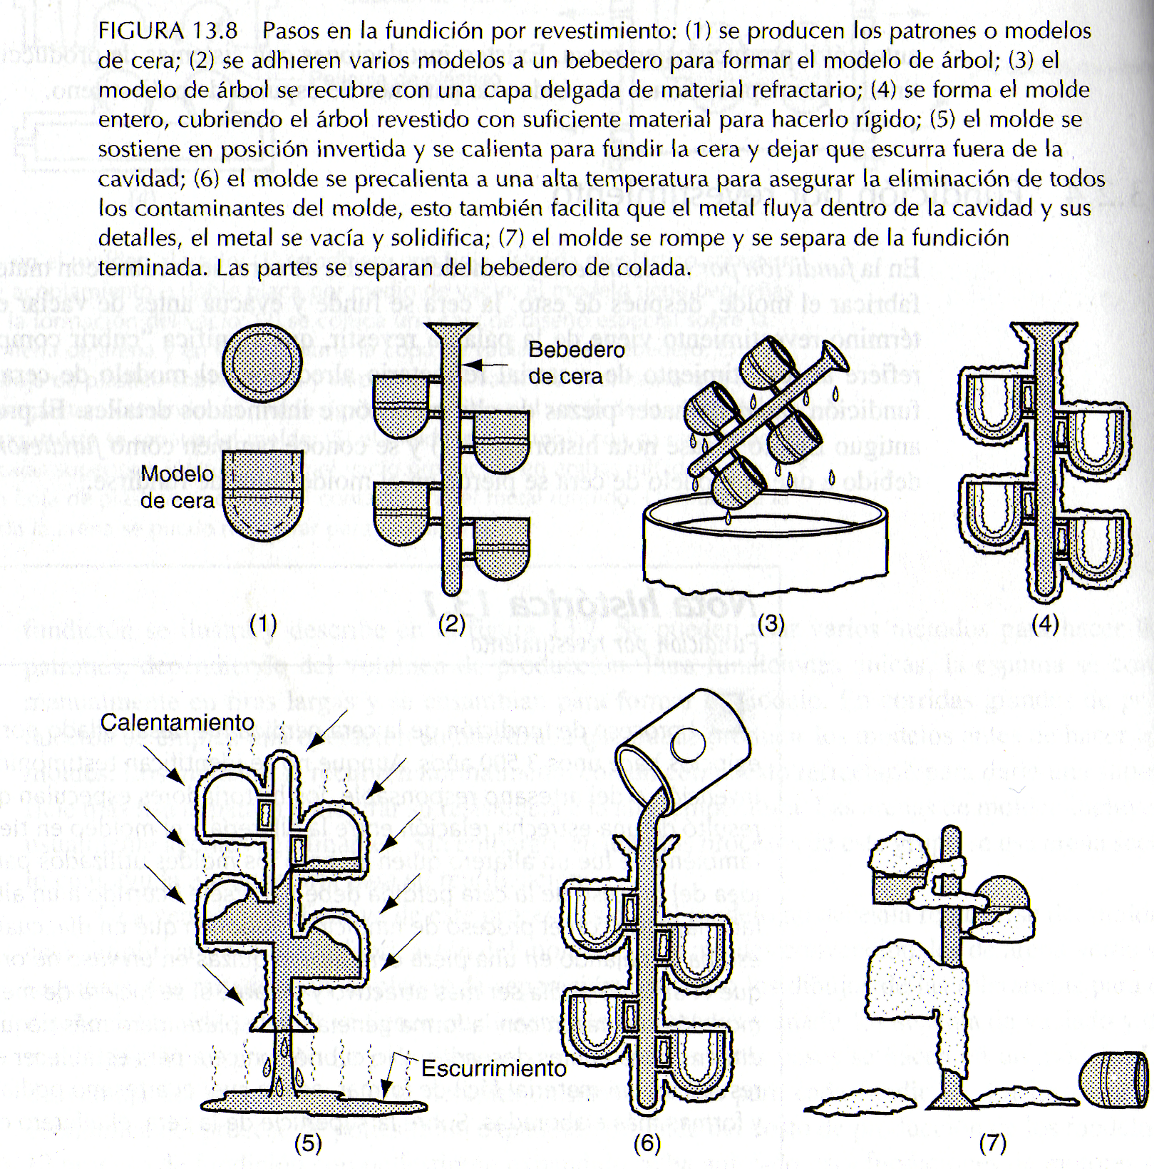 FIGURA 13.8 Pasos en la fundición por revestimiento: (1) se producen los patrones o modelos
de cera; (2) se adhieren varios modelos a un bebedero para formar el modelo de árbol; (3) el
modelo de árbol se recubre con una capa delgada de material refractario; (4) se forma el molde
entero, cubriendo el árbol revestido con suficiente material para hacerlo rígido; (5) el molde se
sostiene en posición invertida y se calienta para fundir la cera y dejar que escurra fuera de la
cavidad; (6) el molde se precalienta a una alta temperatura para asegurar la eliminación de todos
los contaminantes del molde, esto también facilita que el metal fluya dentro de la cavidad y sus
detalles, el metal se vacía y solidifica; (7) el molde se rompe y se separa de la fundición
terminada. Las partes se separan del bebedero de colada.
Bebedero
de cera
Modelo
de cera
(1)
(2)
(3)
(4)
Calentamiento
Escurrimiento
(5)
(6)
(7)